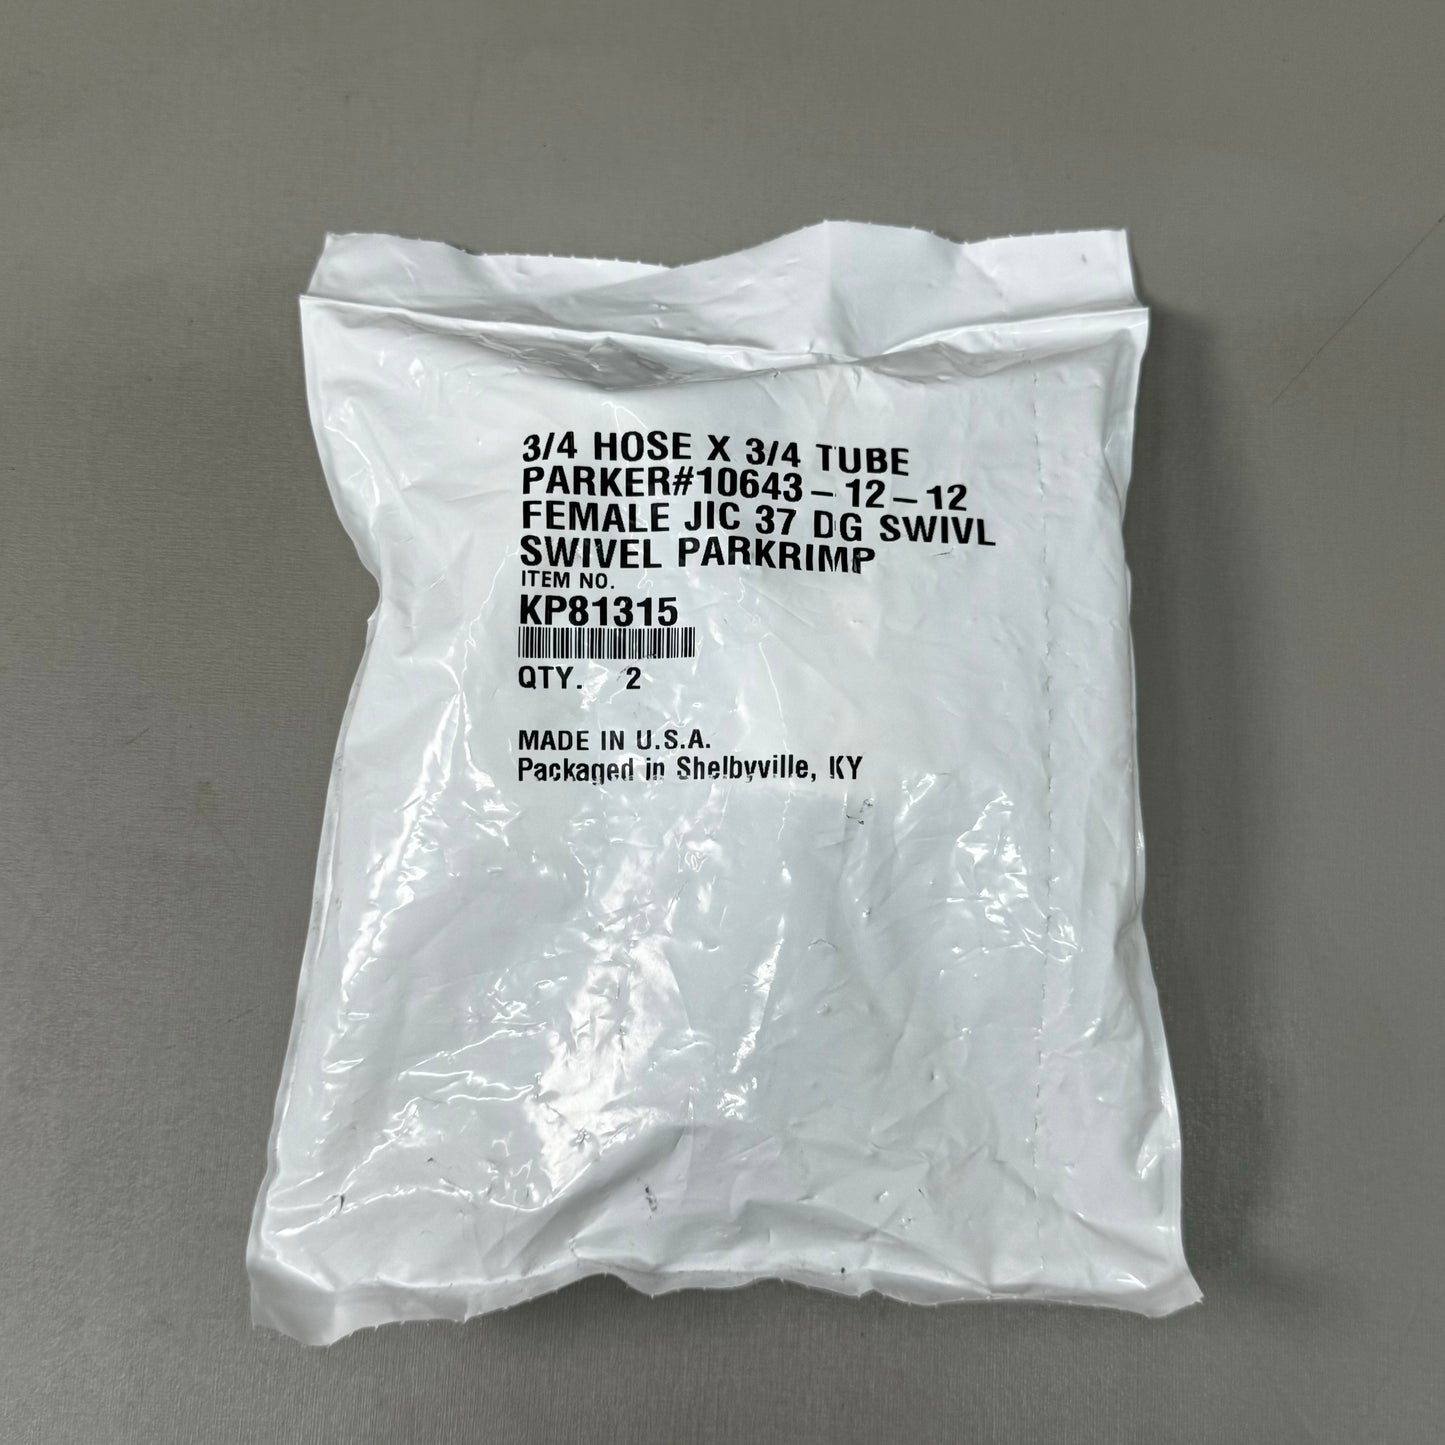 3/4 HOSE X 3/4 TUBE
PARKER#10643-12-12
FEMALE JIC 37 DG SWIVL
SWIVEL PARKRIMP
ITEM NO.
KP81315
QTY. 2
MADE IN U.S.A.
Packaged in Shelbyville, KY